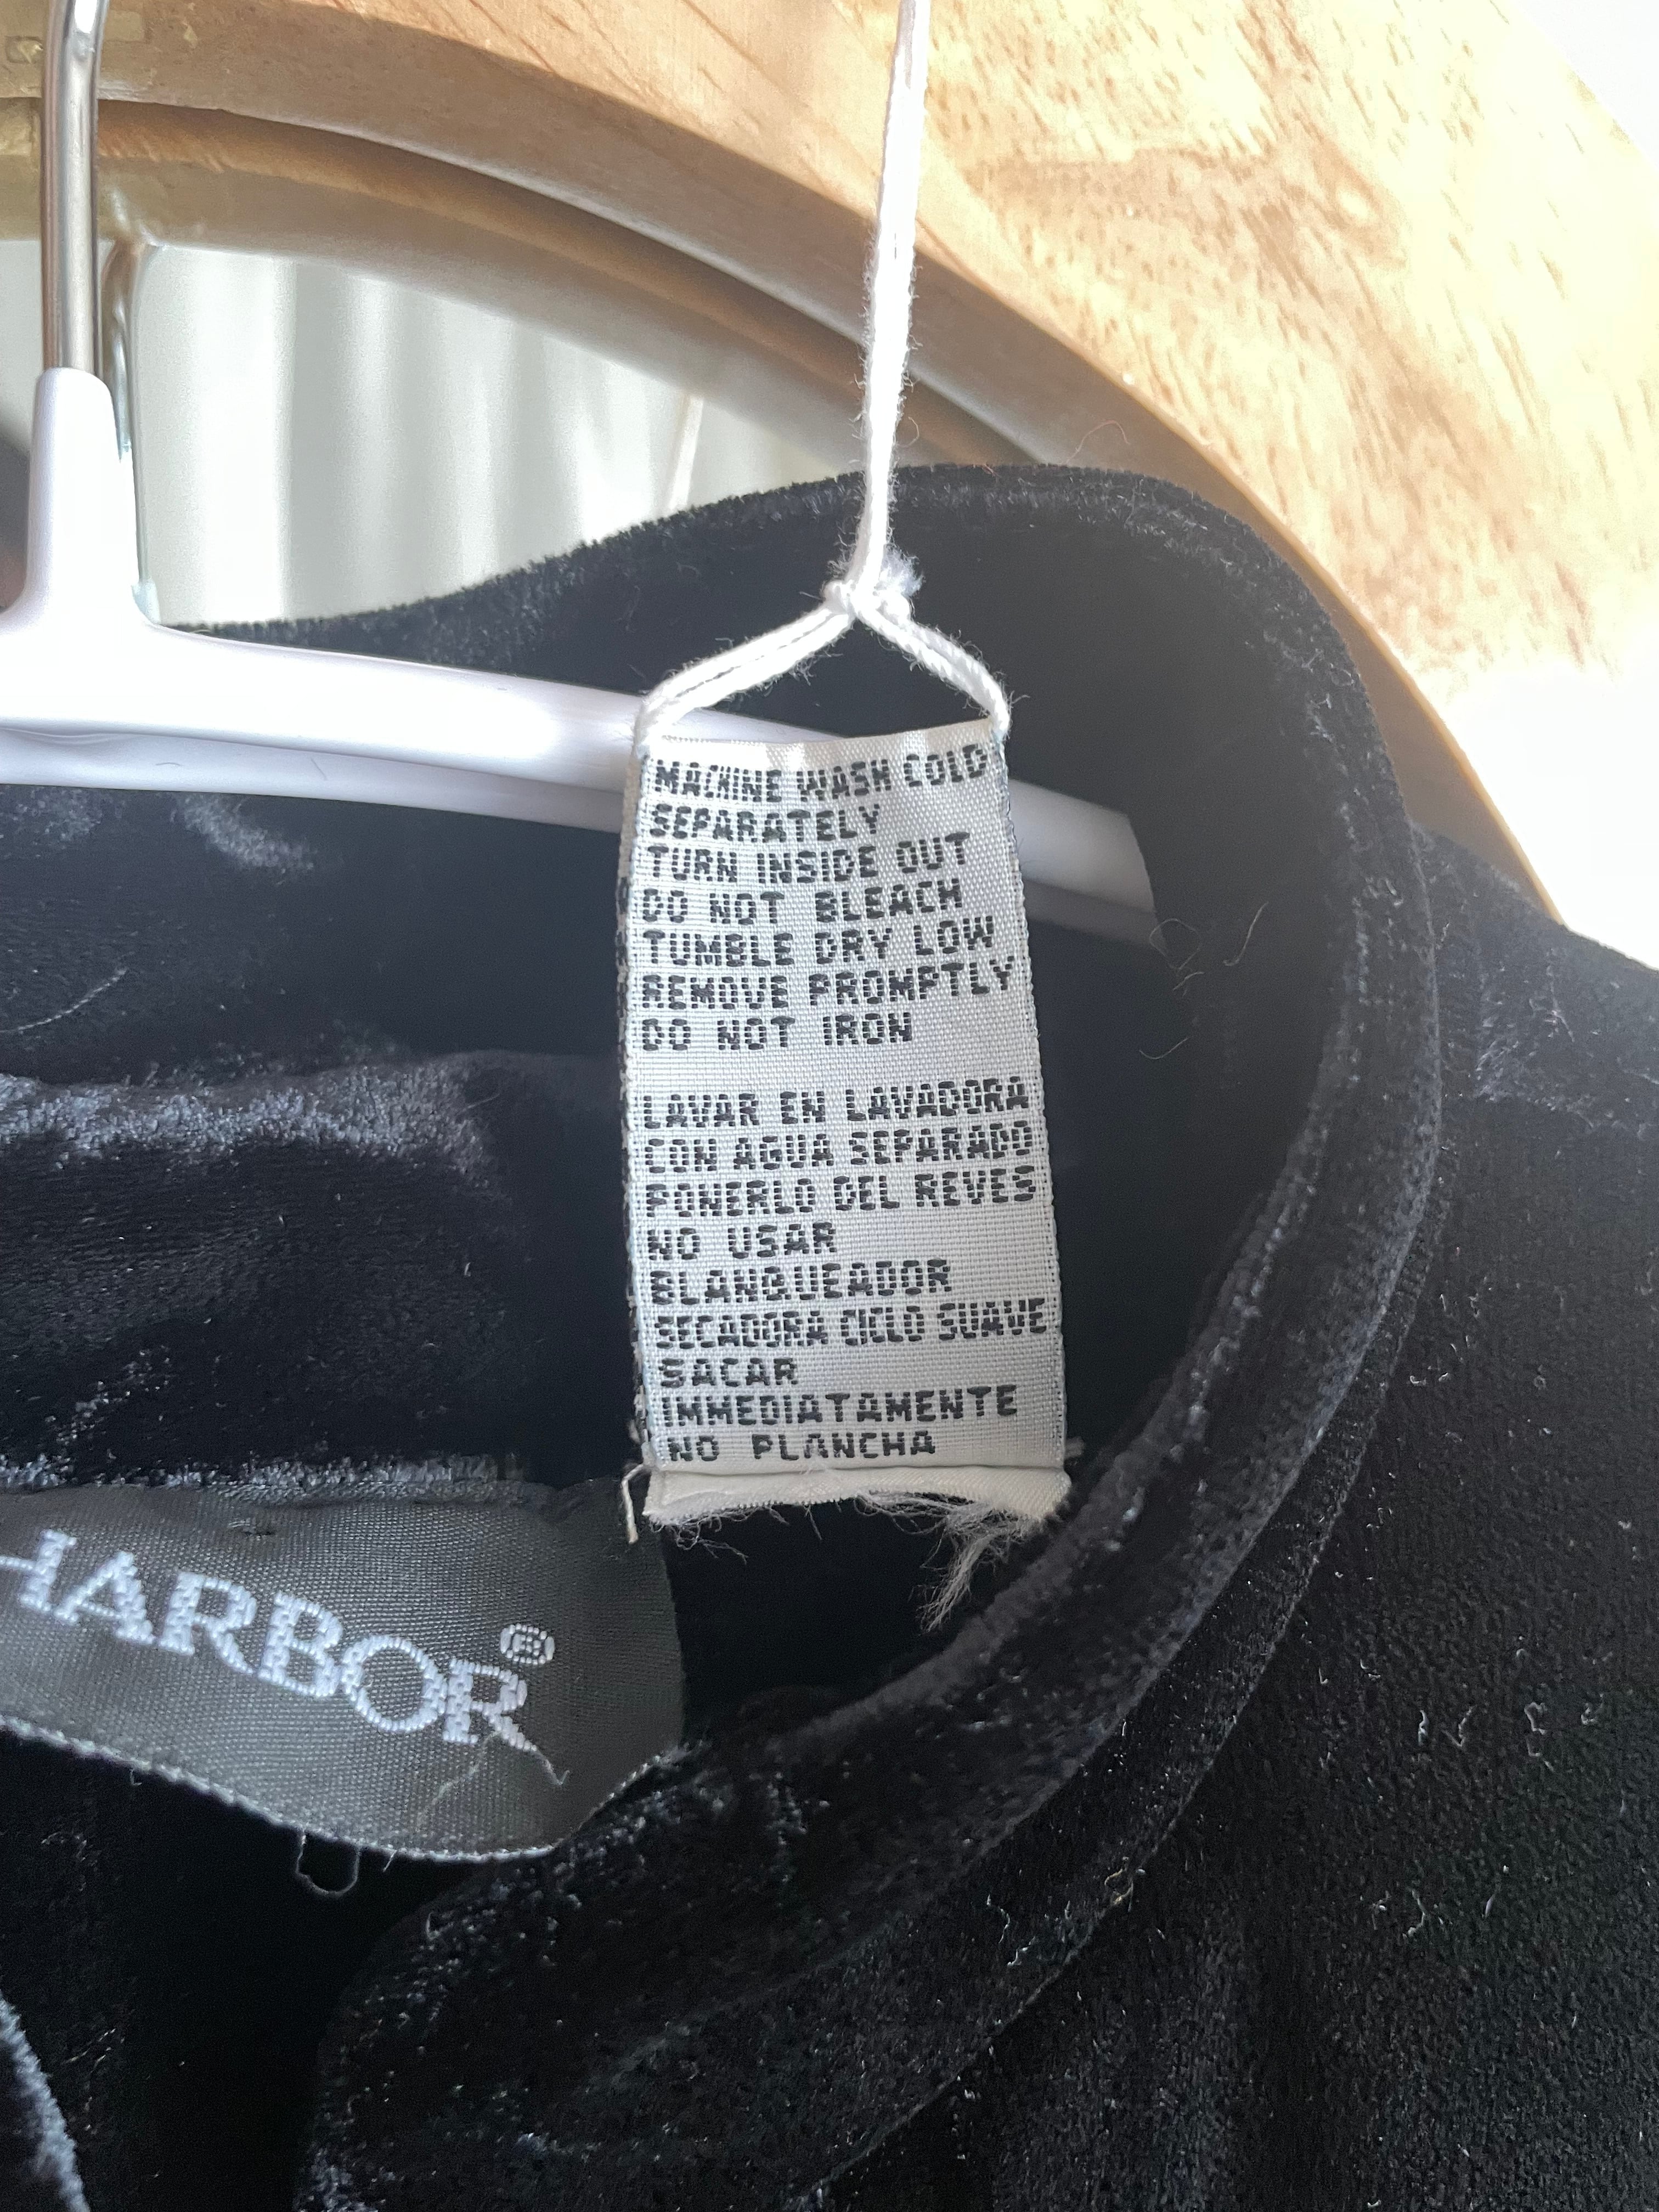 MACHINE WASH COLD
SEPARATELY
TURN INSIDE OUT
DO NOT BLEACH
TUMBLE DRY LOW
REMOVE PROMPTLY
DO NOT IRON
LAVAR EN LAVADORA
CON AGUA SEPARADO
PONERLO DEL REVES
NO USAR
BLANQUEADOR
SECADORA CICLO SUAVE
SACAR
IMMEDIATAMENTE
NO PLANCHA
HARBOR®